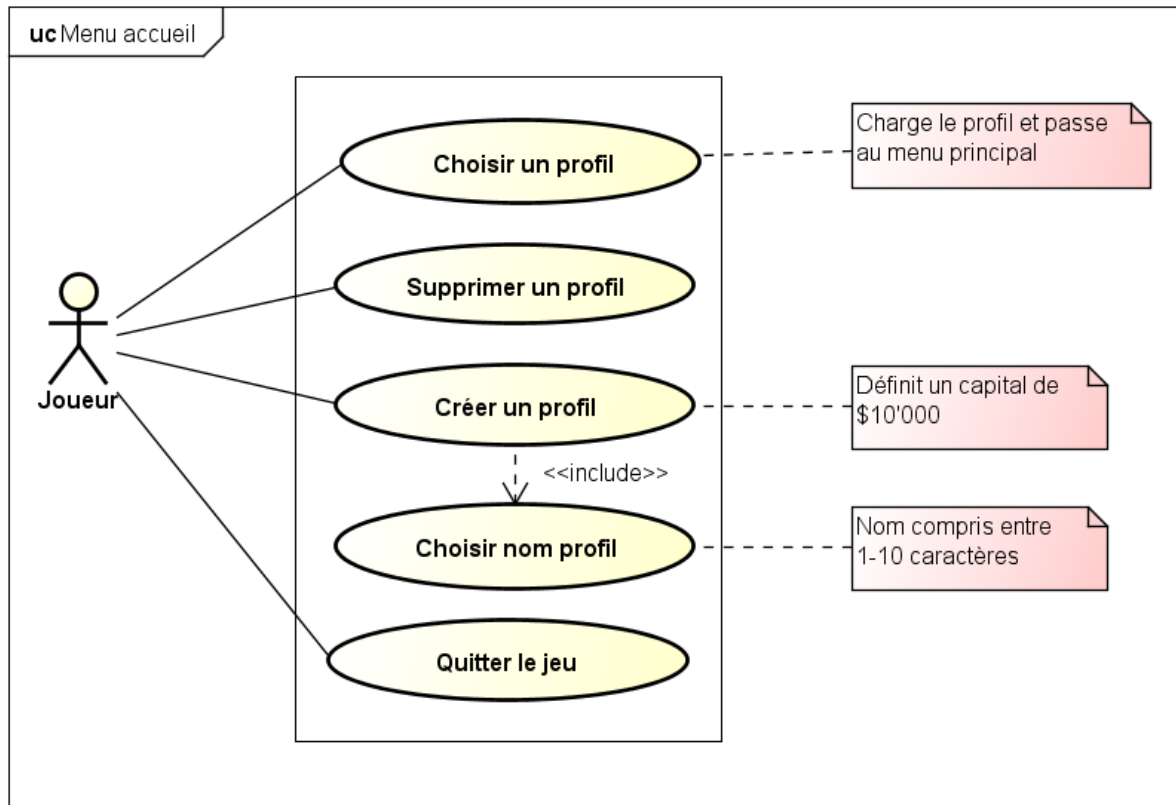 uc Menu accueil
Choisir un profil
Charge le profil et passe
au menu principal
Supprimer un profil
Joueur
Créer un profil
Définit un capital de
$10'000
<<include>>
Choisir nom profil
Nom compris entre
1-10 caractères
Quitter le jeu